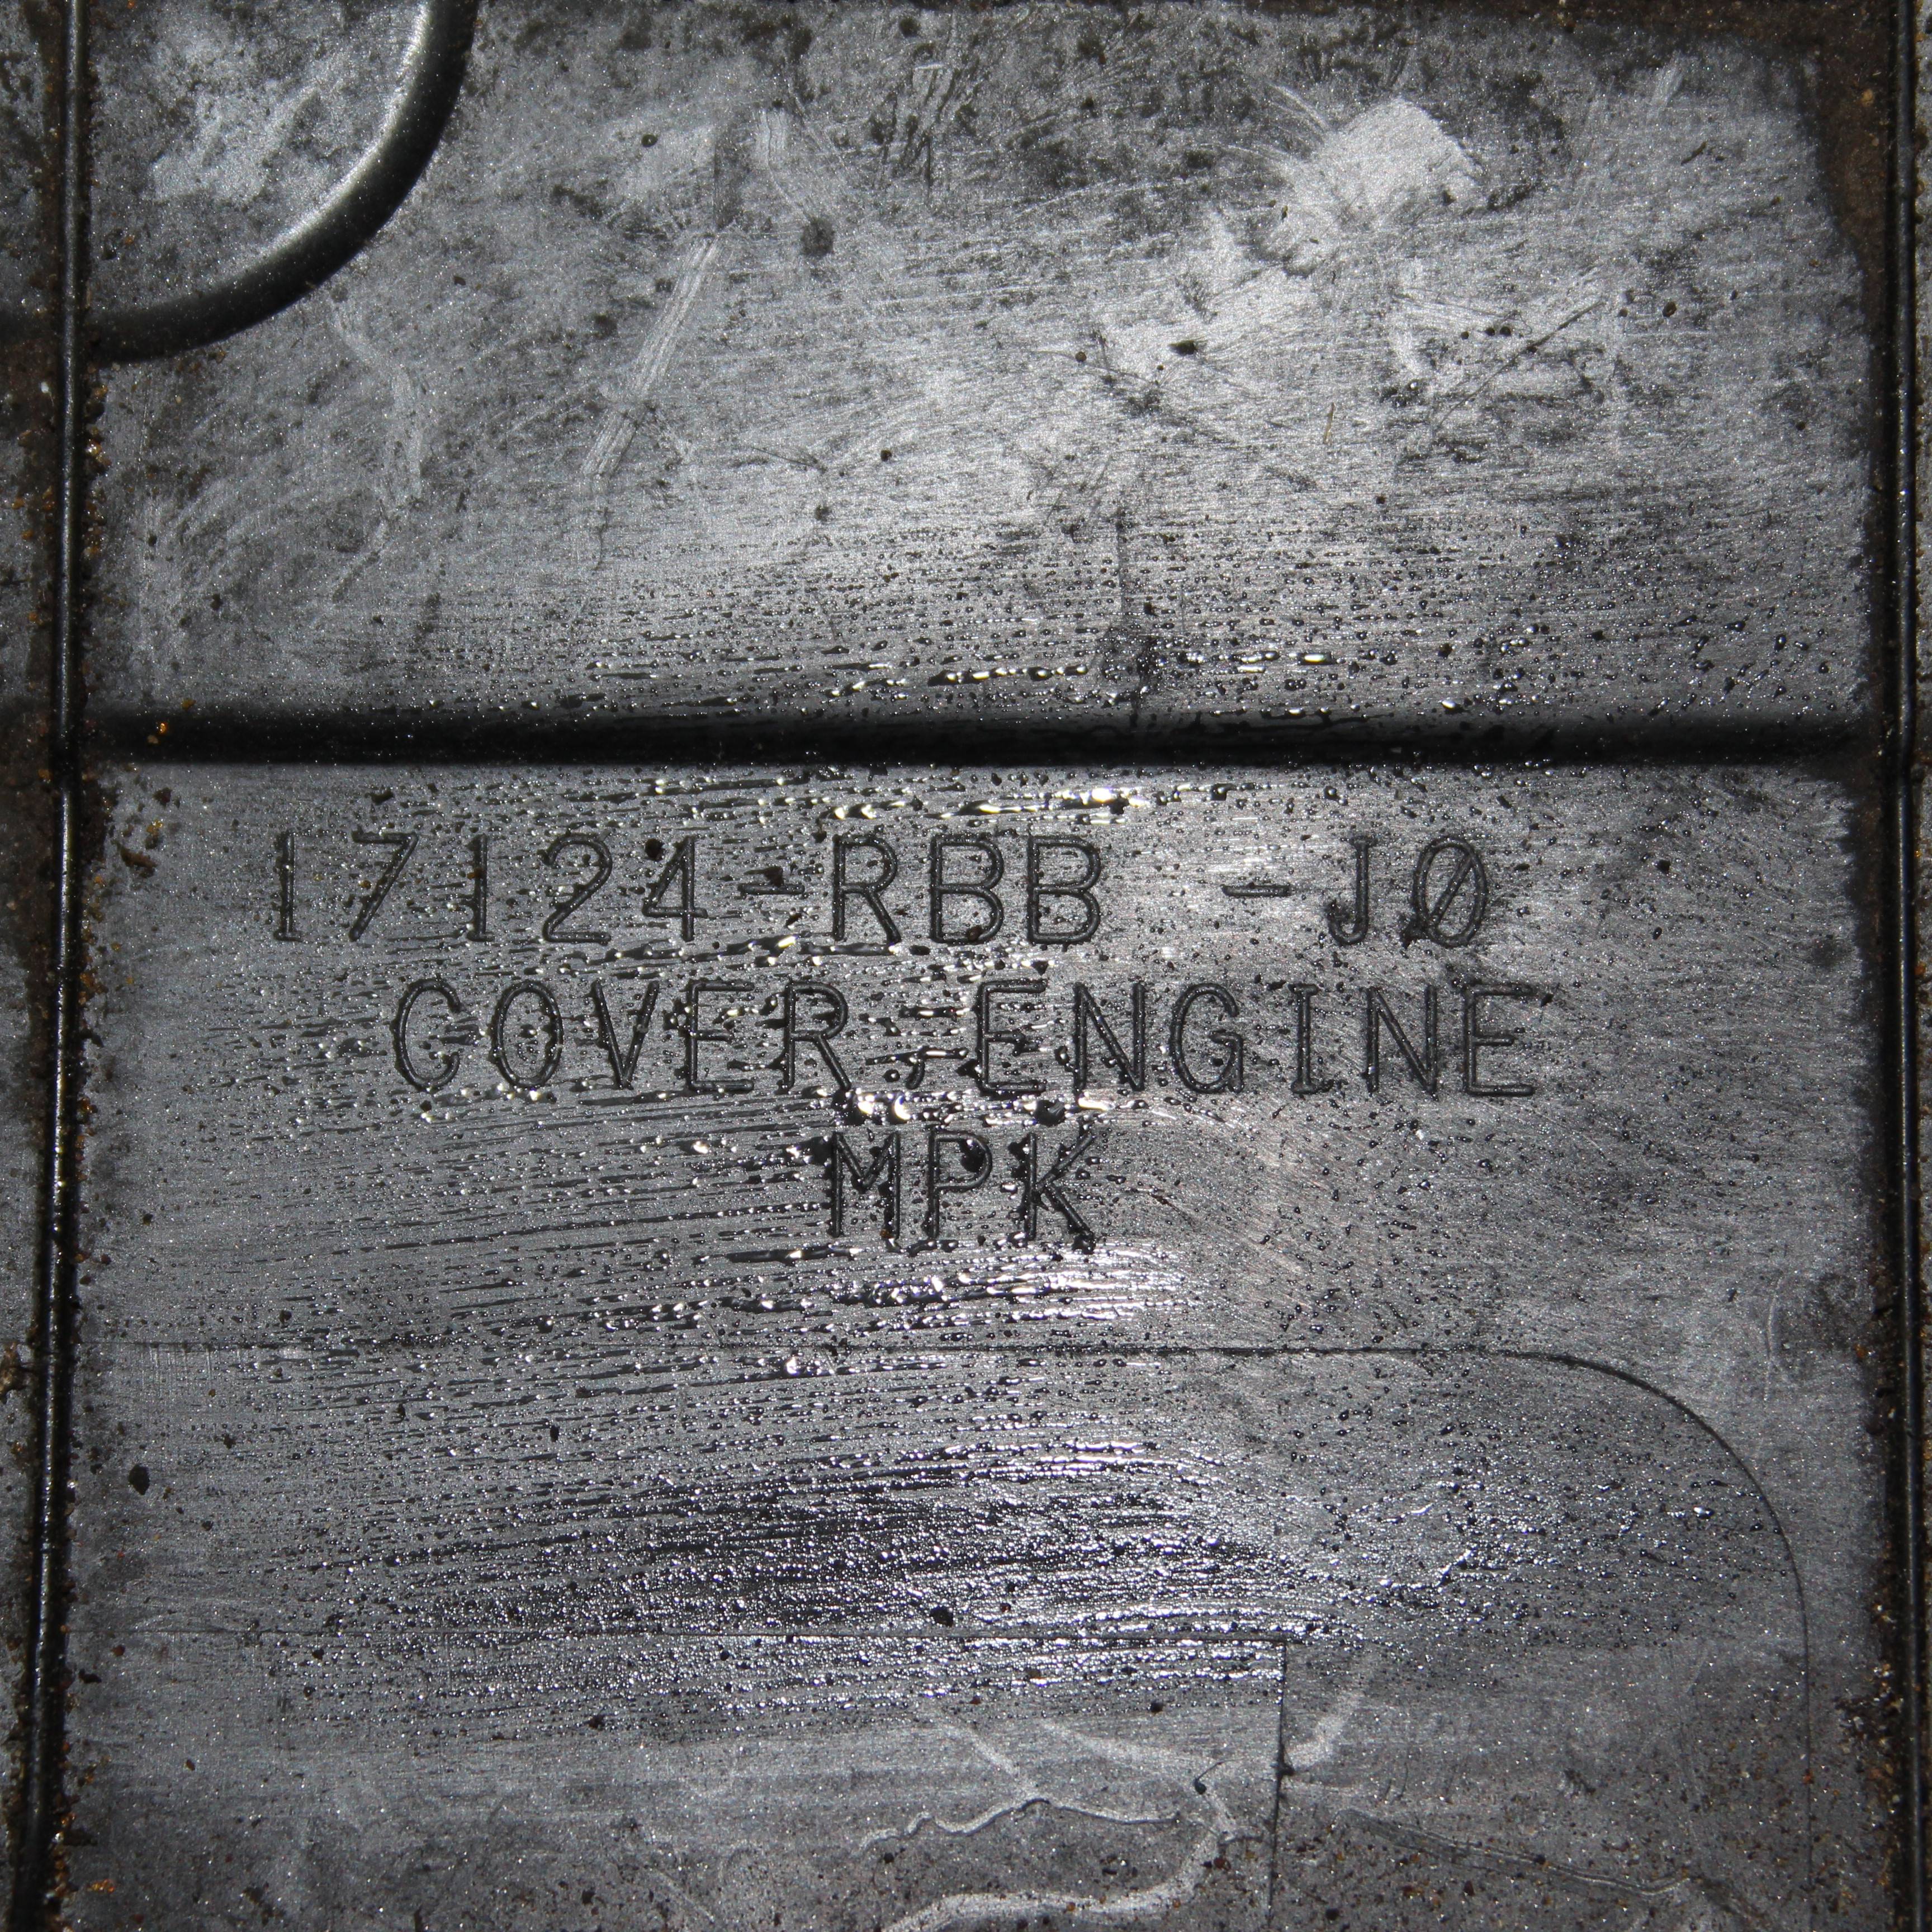 17124-RBB -J0
COVER,ENGINE
MPK